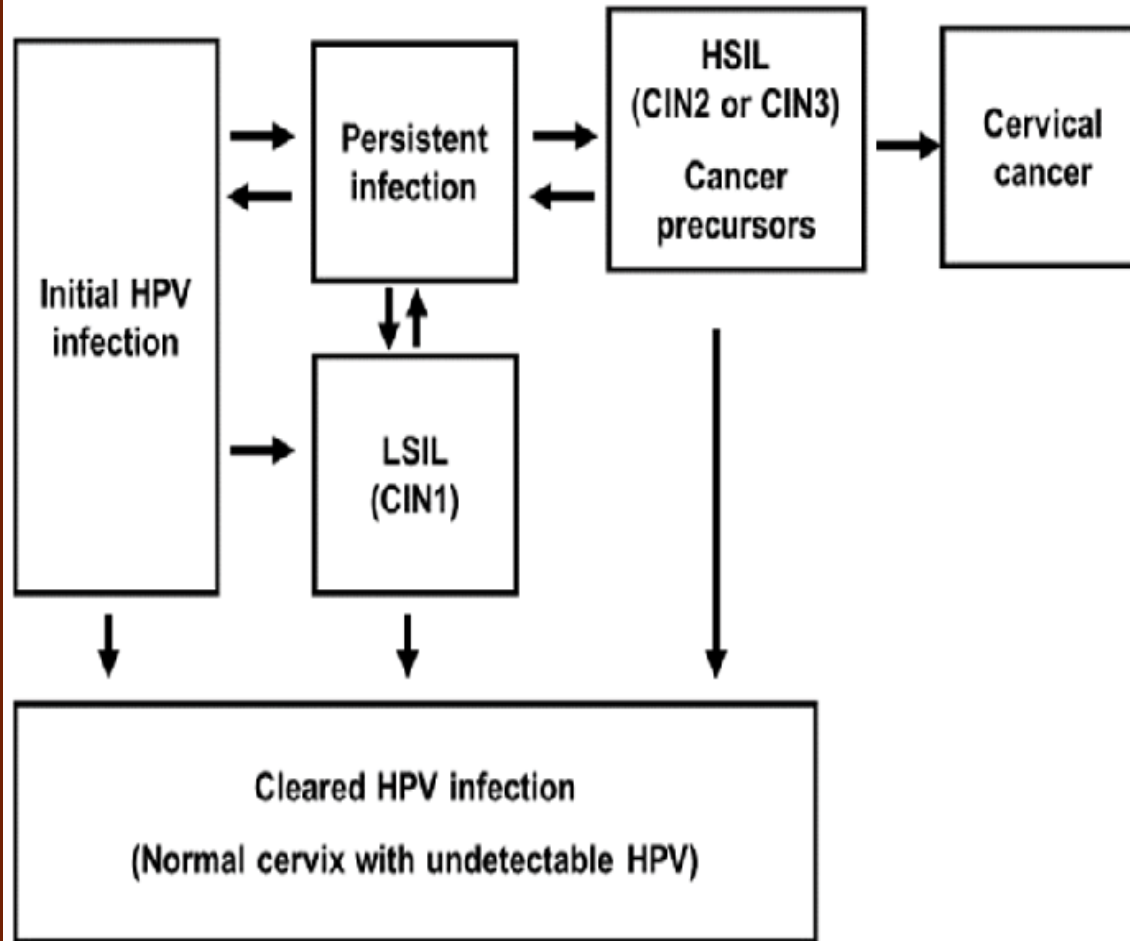 Initial HPV
infection
Persistent
infection
LSIL
(CIN1)
HSIL
(CIN2 or CIN3)
Cancer
precursors
Cervical
cancer
Cleared HPV infection
(Normal cervix with undetectable HPV)